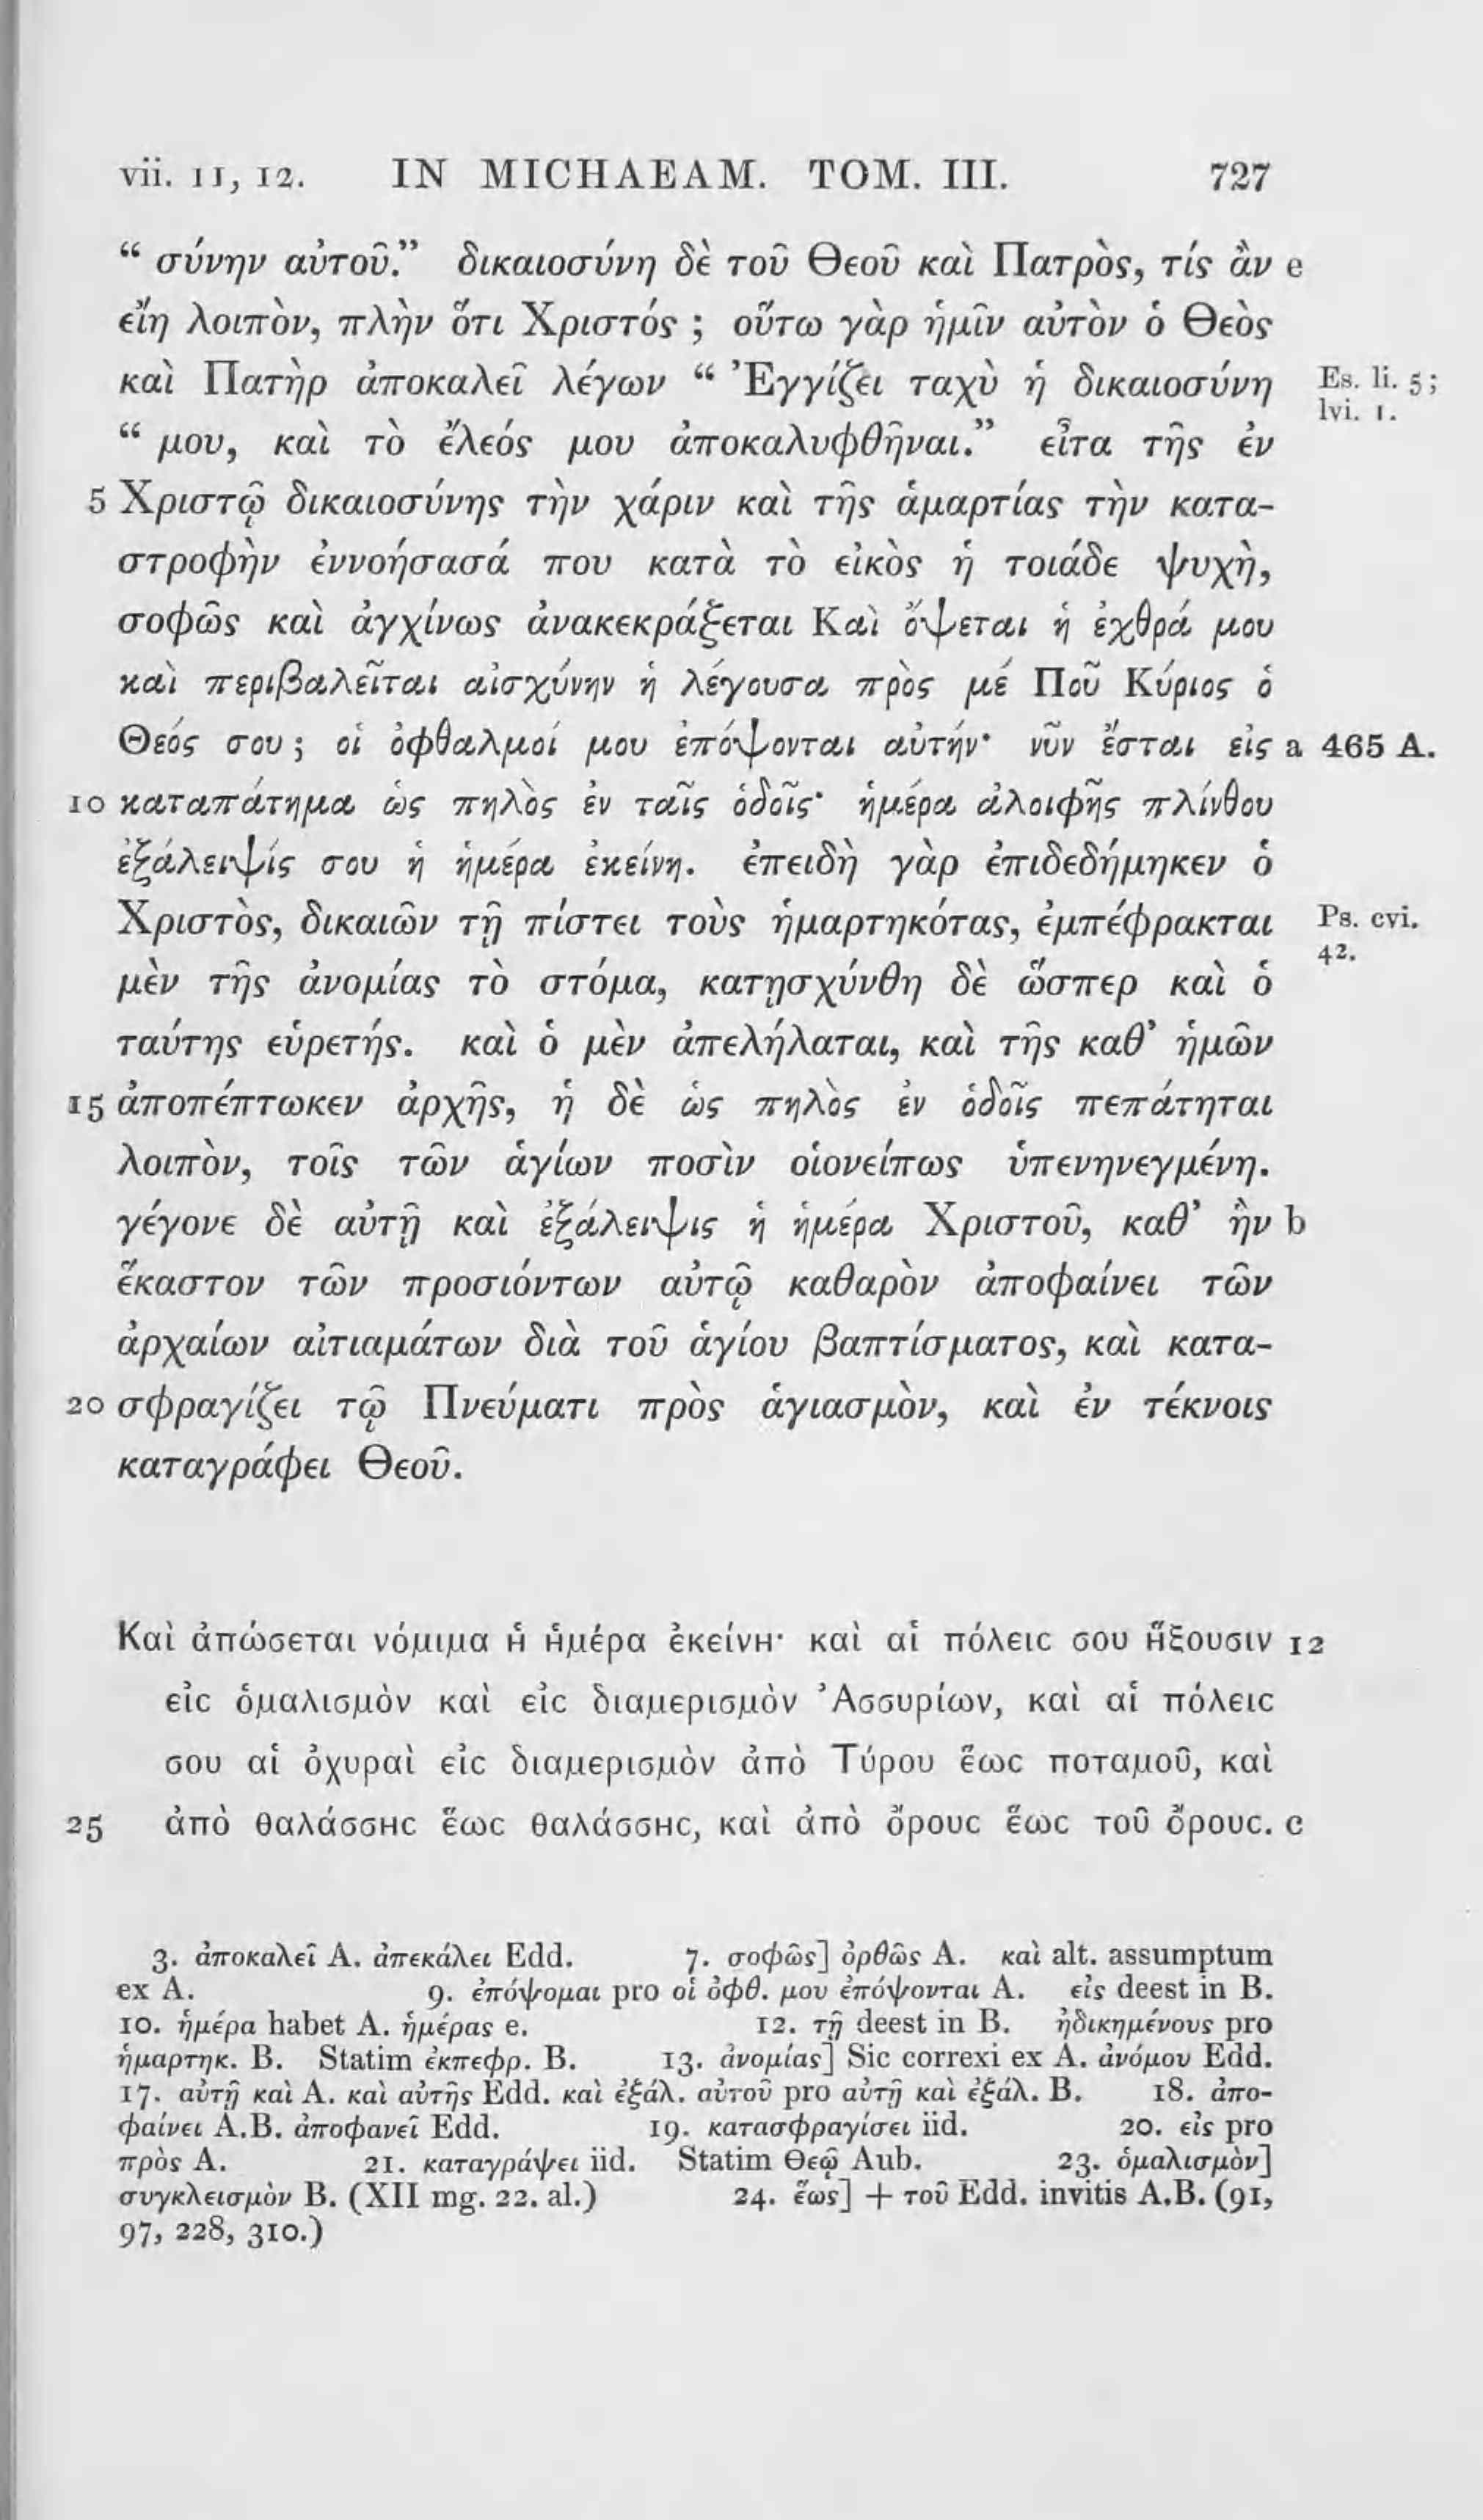 vii. 11, 12. IN MICHAEAM. TOM. III. 727
“ σύνην αὐτοῦ.” δικαιοσύνη δὲ τοῦ Θεοῦ καὶ Πατρὸς, τίς ἂν e
εἴη λοιπὸν, πλὴν ὅτι Χριστός ; οὕτω γὰρ ἡμῖν αὐτὸν ὁ Θεὸς
καὶ Πατὴρ ἀποκαλεῖ λέγων “ Ἐγγίζει ταχὺ ἡ δικαιοσύνη Es. li. 5 ;
lvi. 1.
“ μου, καὶ τὸ ἔλεός μου ἀποκαλυφθῆναι.” εἶτα τῆς ἐν
5 Χριστῷ δικαιοσύνης τὴν χάριν καὶ τῆς ἁμαρτίας τὴν κατα-
στροφὴν ἐννοήσασά που κατὰ τὸ εἰκὸς ἡ τοιάδε ψυχὴ,
σοφῶς καὶ ἀγχίνως ἀνακεκράξεται Καὶ ὄψεται ἡ ἐχθρά μου
καὶ περιβαλεῖται αἰσχύνην ἡ λέγουσα πρὸς μέ Ποῦ Κύριος ὁ
Θεός σου ; οἱ ὀφθαλμοί μου ἐπόψονται αὐτήν· νῦν ἔσται εἰς a 465 A.
10 καταπάτημα ὡς πηλὸς ἐν ταῖς ὁδοῖς· ἡμέρα ἀλοιφῆς πλίνθου
ἐξάλειψίς σου ἡ ἡμέρα ἐκείνη. ἐπειδὴ γὰρ ἐπιδεδήμηκεν ὁ
Χριστὸς, δικαιῶν τῇ πίστει τοὺς ἡμαρτηκότας, ἐμπέφρακται Ps. cvi.
42.
μὲν τῆς ἀνομίας τὸ στόμα, κατῃσχύνθη δὲ ὥσπερ καὶ ὁ
ταύτης εὑρετής. καὶ ὁ μὲν ἀπελήλαται, καὶ τῆς καθ’ ἡμῶν
15 ἀποπέπτωκεν ἀρχῆς, ἡ δὲ ὡς πηλὸς ἐν ὁδοῖς πεπάτηται
λοιπὸν, τοῖς τῶν ἁγίων ποσὶν οἱονείπως ὑπενηνεγμένη.
γέγονε δὲ αὐτῇ καὶ ἐξάλειψις ἡ ἡμέρα Χριστοῦ, καθ’ ἣν b
ἕκαστον τῶν προσιόντων αὐτῷ καθαρὸν ἀποφαίνει τῶν
ἀρχαίων αἰτιαμάτων διὰ τοῦ ἁγίου βαπτίσματος, καὶ κατα-
20 σφραγίζει τῷ Πνεύματι πρὸς ἁγιασμὸν, καὶ ἐν τέκνοις
καταγράφει Θεοῦ.
Καὶ ἀπώσεται νόμιμα ἡ ἡμέρα ἐκείνη· καὶ αἱ πόλεις σου ἥξουσιν 12
εἰς ὁμαλισμὸν καὶ εἰς διαμερισμὸν Ἀσσυρίων, καὶ αἱ πόλεις
σου αἱ ὀχυραὶ εἰς διαμερισμὸν ἀπὸ Τύρου ἕως ποταμοῦ, καὶ
25 ἀπὸ θαλάσσης ἕως θαλάσσης, καὶ ἀπὸ ὄρους ἕως τοῦ ὄρους. c
3. ἀποκαλεῖ A. ἀπεκάλει Edd. 7. σοφῶς] ὀρθῶς A. καὶ alt. assumptum
ex A. 9. ἐπόψομαι pro οἱ ὀφθ. μου ἐπόψονται A. εἰς deest in B.
10. ἡμέρα habet A. ἡμέρας e. 12. τῇ deest in B. ἠδικημένους pro
ἡμαρτηκ. B. Statim ἐκπεφρ. B. 13. ἀνομίας] Sic correxi ex A. ἀνόμου Edd.
17. αὐτῇ καὶ A. καὶ αὐτῆς Edd. καὶ ἐξάλ. αὐτοῦ pro αὐτῇ καὶ ἐξάλ. B. 18. ἀπο-
φαίνει A.B. ἀποφανεῖ Edd. 19. κατασφραγίσει iid. 20. εἰς pro
πρὸς A. 21. καταγράψει iid. Statim Θεῷ Aub. 23. ὁμαλισμὸν]
συγκλεισμὸν B. (XII mg. 22. al.) 24. ἕως] + τοῦ Edd. invitis A.B. (91,
97, 228, 310.)